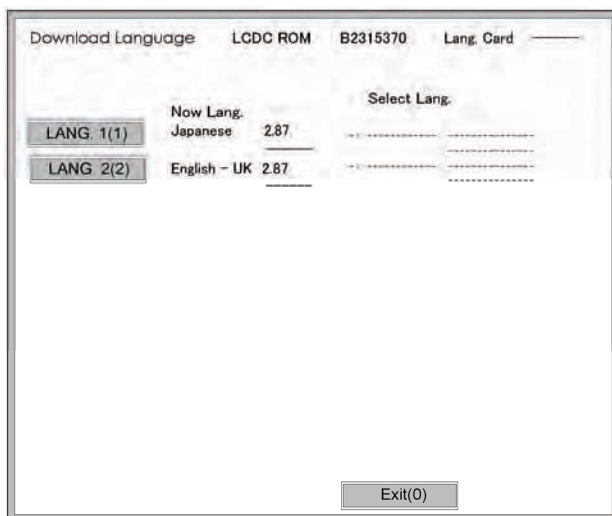 Download Language LCDC ROM B2315370 Lang. Card
Select Lang.
Now Lang.
LANG. 1(1) Japanese 2.87
LANG. 2(2) English - UK 2.87
Exit(0)